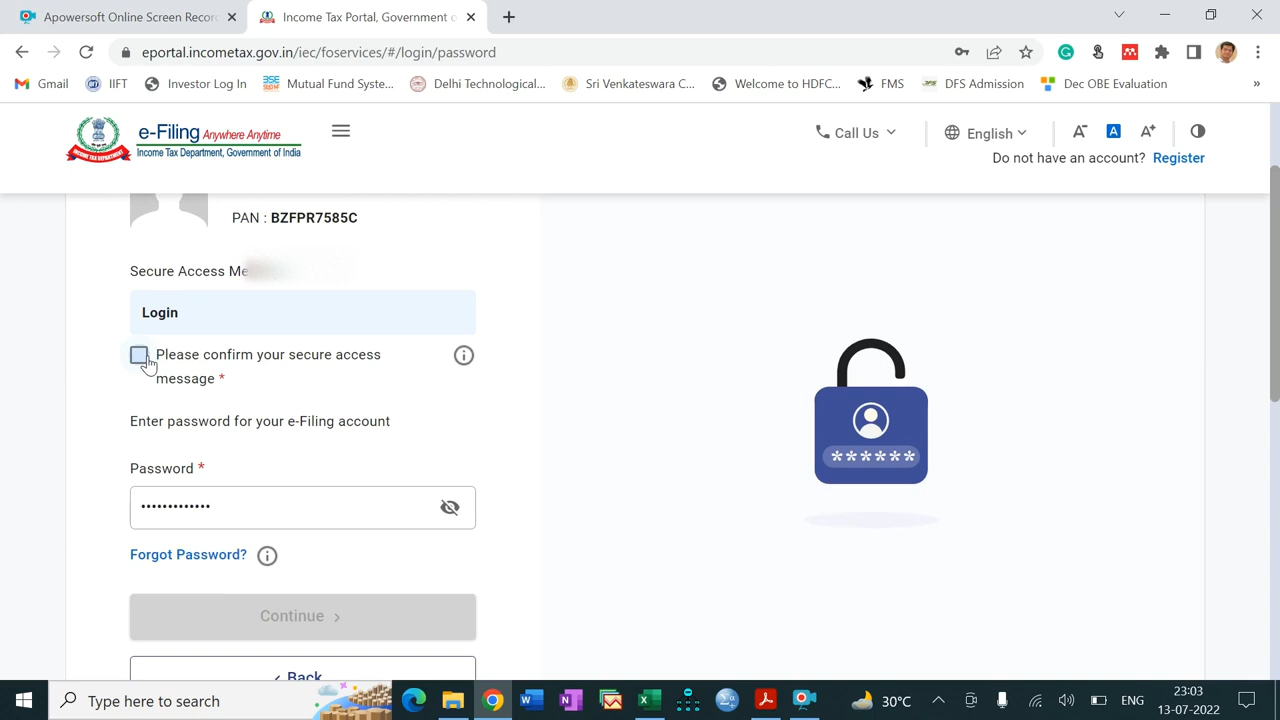 Apowersoft Online Screen Recor
Income Tax Portal, Government o
eportal.incometax.gov.in/iec/foservices/#/login/password
Gmail
IIFT
Investor Log In
Mutual Fund Syste...
Delhi Technological...
Sri Venkateswara C...
Welcome to HDFC...
FMS
DFS Admission
Dec OBE Evaluation
»
e-Filing Anywhere Anytime
Income Tax Department, Government of India
Call Us
English
A-
A
A+
Do not have an account? Register
PAN : BZFPR7585C
Secure Access Me
Login
Please confirm your secure access
message *
Enter password for your e-Filing account
Password *
•••••••••••••
Forgot Password?
Continue >
< Back
******
Type here to search
30°C
ENG
23:03
13-07-2022